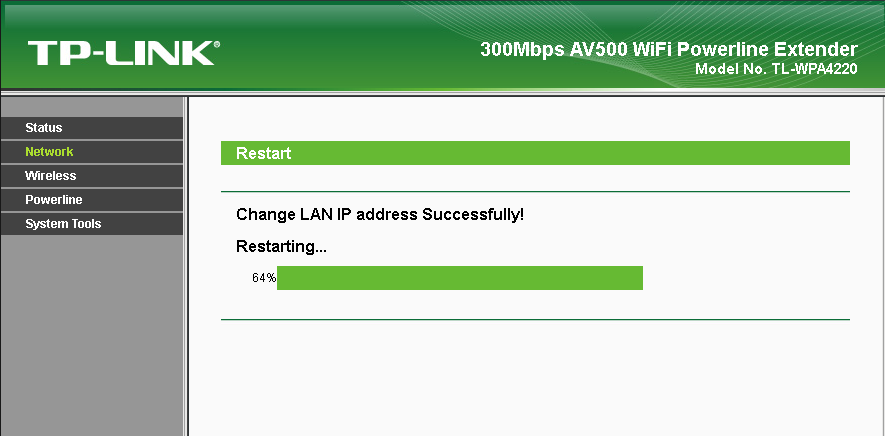 TP-LINK®
300Mbps AV500 WiFi Powerline Extender
Model No. TL-WPA4220
Status
Network
Wireless
Powerline
System Tools
Restart
Change LAN IP address Successfully!
Restarting...
64%